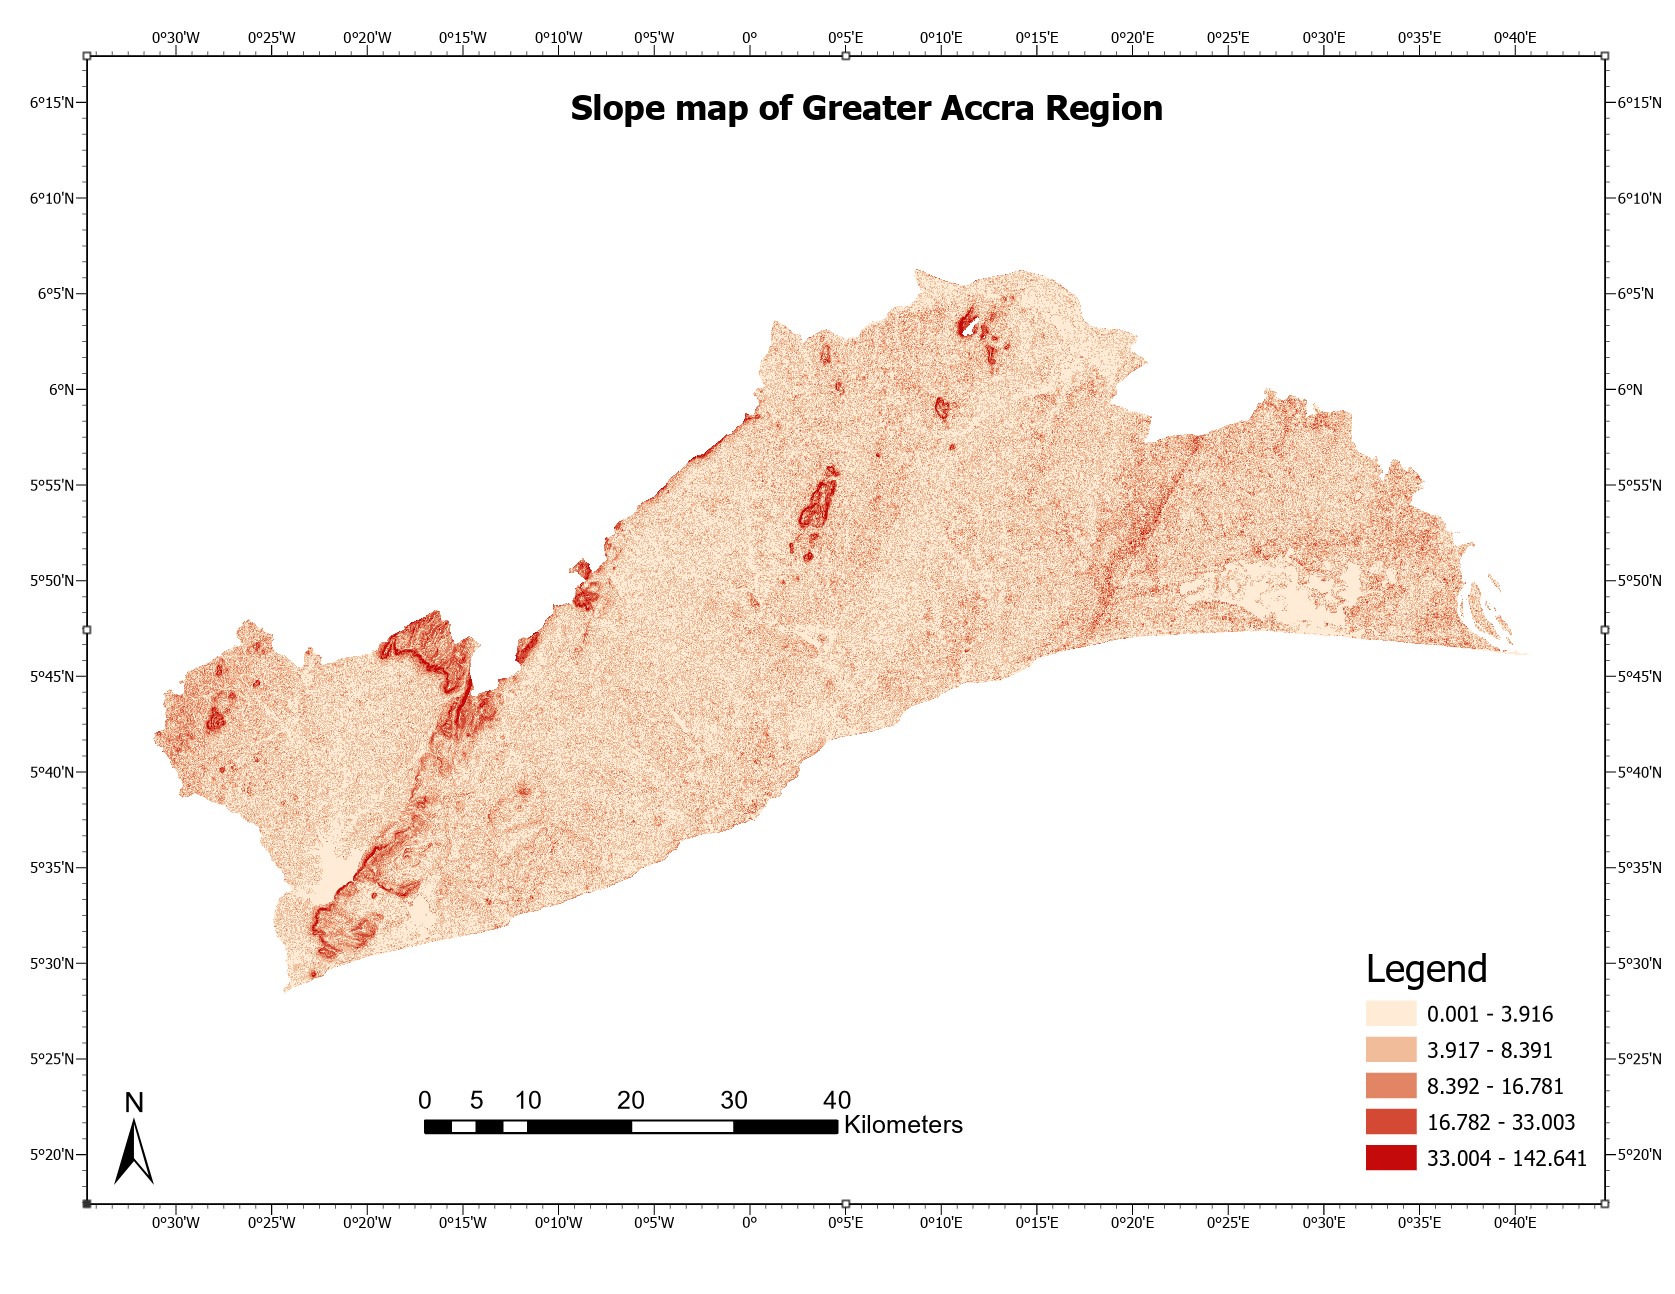 0°30'W 0°25'W 0°20'W 0°15'W 0°10'W 0°5'W 0° 0°5'E 0°10'E 0°15'E 0°20'E 0°25'E 0°30'E 0°35'E 0°40'E
Slope map of Greater Accra Region
6°15'N 6°15'N
6°10'N 6°10'N
6°5'N 6°5'N
6°N 6°N
5°55'N 5°55'N
5°50'N 5°50'N
5°45'N 5°45'N
5°40'N 5°40'N
5°35'N 5°35'N
5°30'N 5°30'N
Legend
0.001 - 3.916
3.917 - 8.391
5°25'N 5°25'N
8.392 - 16.781
N 0 5 10 20 30 40
Kilometers
16.782 - 33.003
5°20'N 5°20'N
33.004 - 142.641
0°30'W 0°25'W 0°20'W 0°15'W 0°10'W 0°5'W 0° 0°5'E 0°10'E 0°15'E 0°20'E 0°25'E 0°30'E 0°35'E 0°40'E